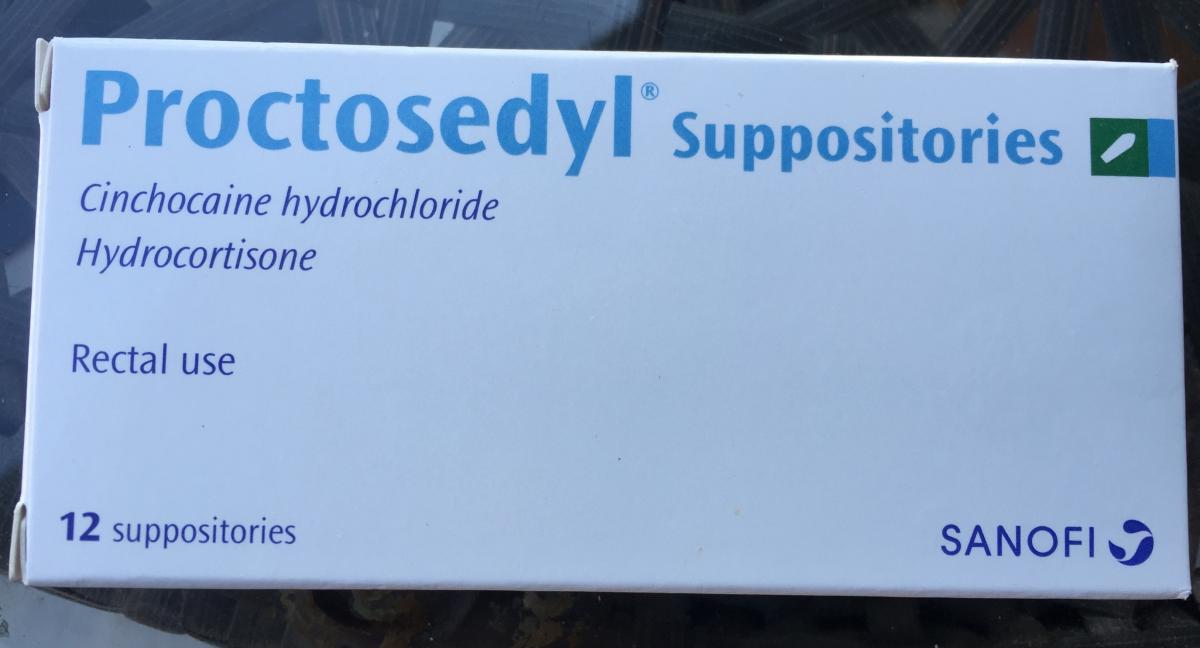 Proctosedyl® Suppositories
Cinchocaine hydrochloride
Hydrocortisone
Rectal use
12 suppositories
SANOFI